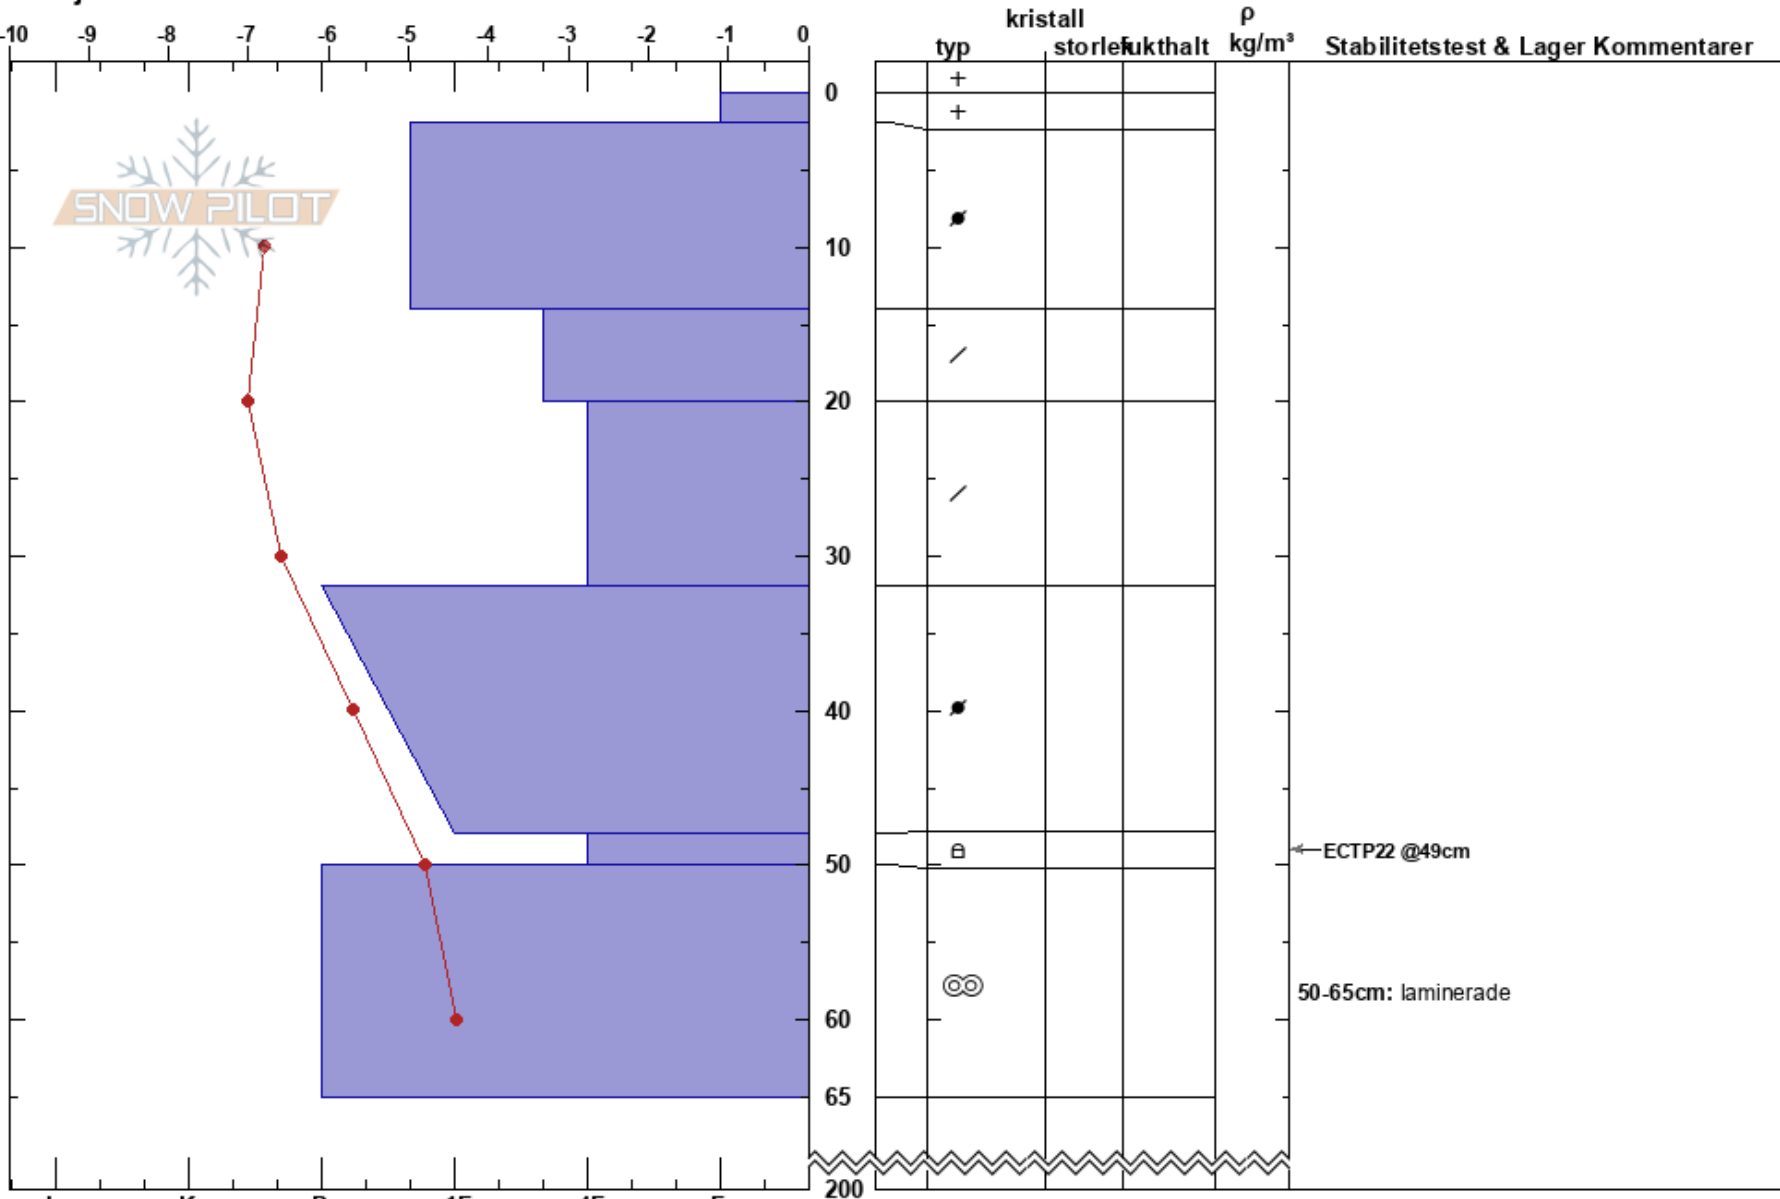 kristall
ρ
-10 -9 -8 -7 -6 -5 -4 -3 -2 -1 0
typ
fukthalt
kg/m³
Stabilitetstest & Lager Kommentarer
0
SNOW PILOT
10
20
30
40
ECTP22 @49cm
50
50-65cm: laminerade
60
65
200